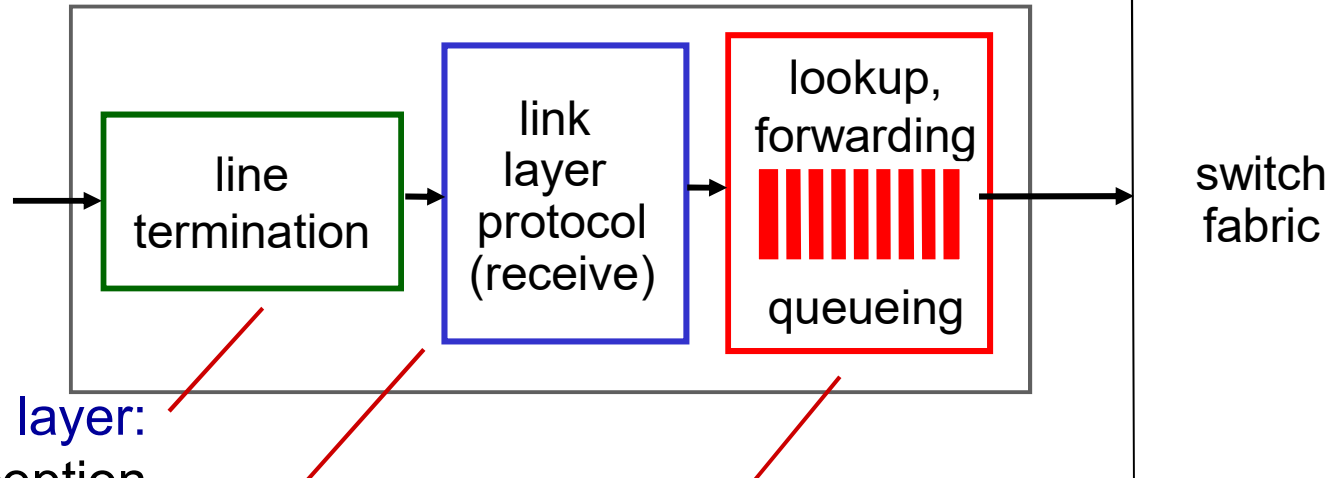 line
termination
link
layer
protocol
(receive)
lookup,
forwarding
queueing
switch
fabric
layer: